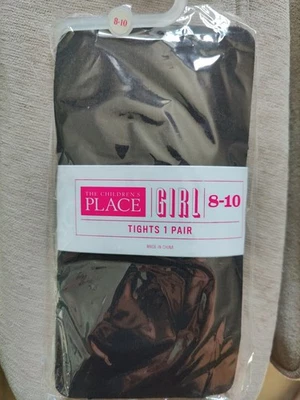 8-10
THE CHILDREN'S
PLACE
GIRL
8-10
TIGHTS 1 PAIR
MADE IN CHINA